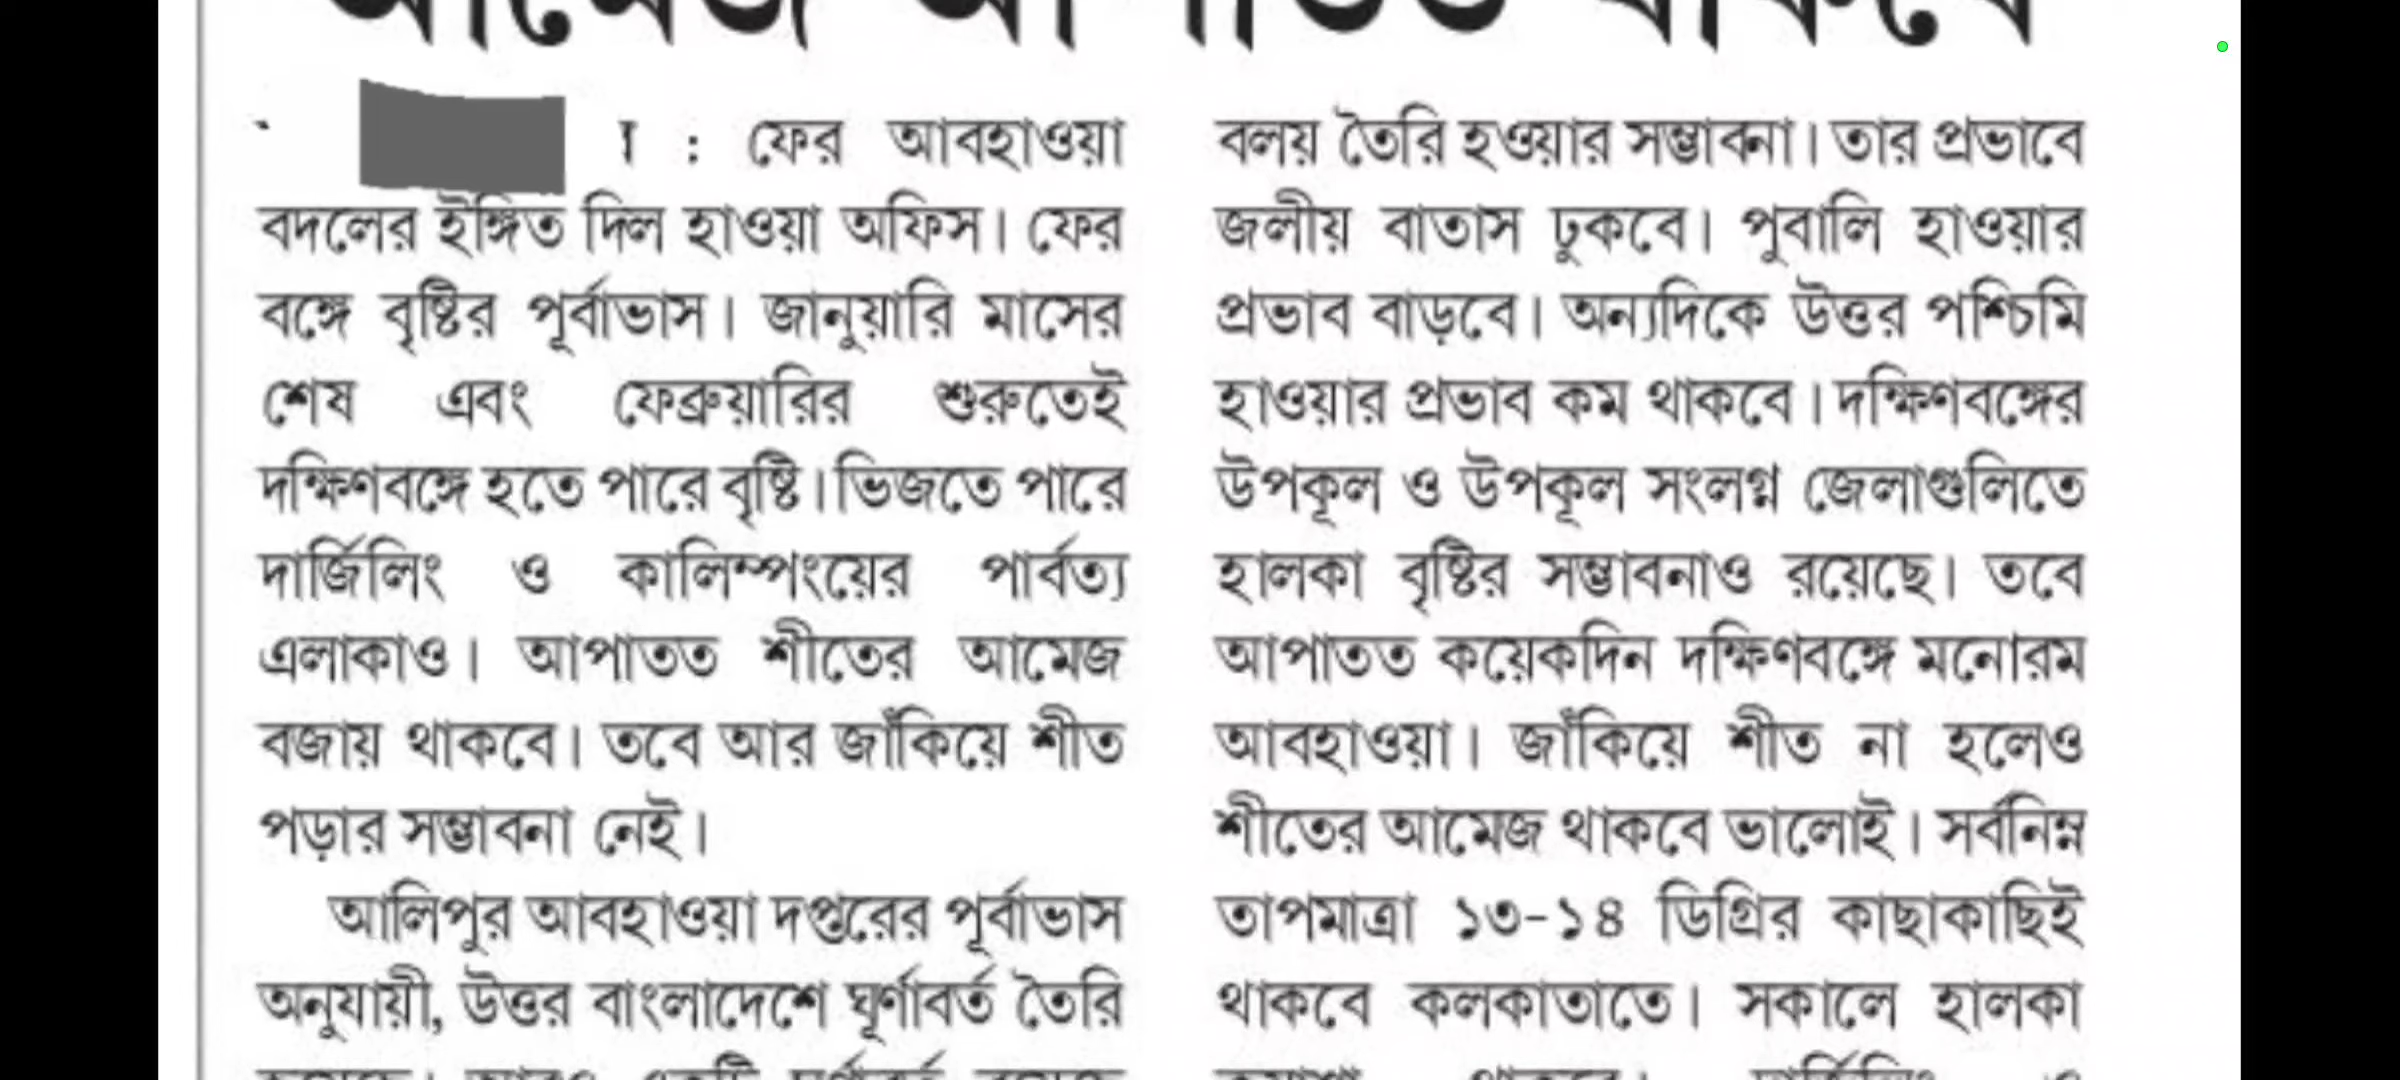 আমেজ আপাতত থাকবে
: ফের আবহাওয়া
বদলের ইঙ্গিত দিল হাওয়া অফিস। ফের
বঙ্গে বৃষ্টির পূর্বাভাস। জানুয়ারি মাসের
শেষ এবং ফেব্রুয়ারির শুরুতেই
দক্ষিণবঙ্গে হতে পারে বৃষ্টি। ভিজতে পারে
দার্জিলিং ও কালিম্পংয়ের পার্বত্য
এলাকাও। আপাতত শীতের আমেজ
বজায় থাকবে। তবে আর জাঁকিয়ে শীত
পড়ার সম্ভাবনা নেই।
আলিপুর আবহাওয়া দপ্তরের পূর্বাভাস
অনুযায়ী, উত্তর বাংলাদেশে ঘূর্ণাবর্ত তৈরি
বলয় তৈরি হওয়ার সম্ভাবনা। তার প্রভাবে
জলীয় বাতাস ঢুকবে। পুবালি হাওয়ার
প্রভাব বাড়বে। অন্যদিকে উত্তর পশ্চিমি
হাওয়ার প্রভাব কম থাকবে। দক্ষিণবঙ্গের
উপকূল ও উপকূল সংলগ্ন জেলাগুলিতে
হালকা বৃষ্টির সম্ভাবনাও রয়েছে। তবে
আপাতত কয়েকদিন দক্ষিণবঙ্গে মনোরম
আবহাওয়া। জাঁকিয়ে শীত না হলেও
শীতের আমেজ থাকবে ভালোই। সর্বনিম্ন
তাপমাত্রা ১৩-১৪ ডিগ্রির কাছাকাছিই
থাকবে কলকাতাতে। সকালে হালকা